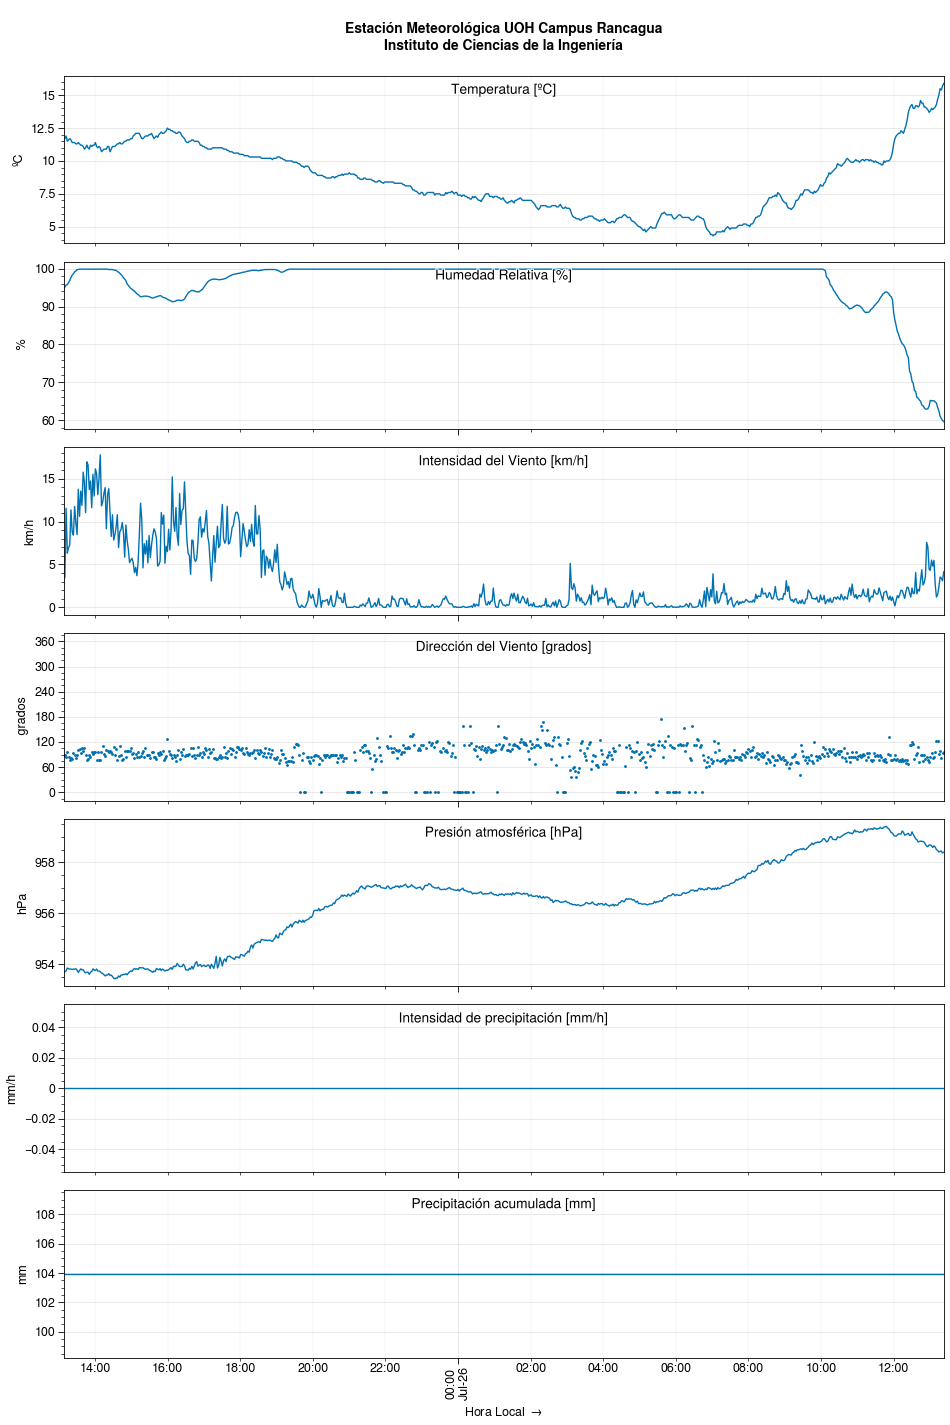 Estación Meteorológica UOH Campus Rancagua
Instituto de Ciencias de la Ingeniería
Temperatura [ºC]
ºC
15
12.5
10
7.5
5
Humedad Relativa [%]
%
100
90
80
70
60
Intensidad del Viento [km/h]
km/h
15
10
5
0
Dirección del Viento [grados]
grados
360
300
240
180
120
60
0
Presión atmosférica [hPa]
hPa
958
956
954
Intensidad de precipitación [mm/h]
mm/h
0.04
0.02
0
−0.02
−0.04
Precipitación acumulada [mm]
mm
108
106
104
102
100
14:00 16:00 18:00 20:00 22:00 00:00 02:00 04:00 06:00 08:00 10:00 12:00
Jul-26
Hora Local →